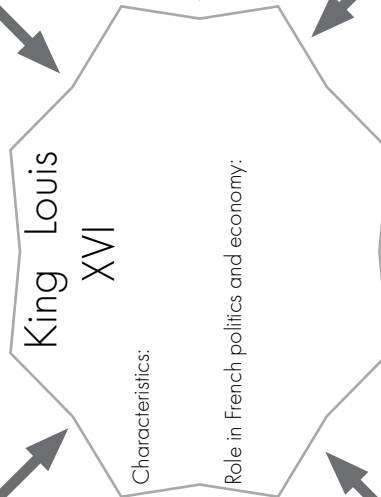 King Louis
XVI
Characteristics:
Role in French politics and economy: